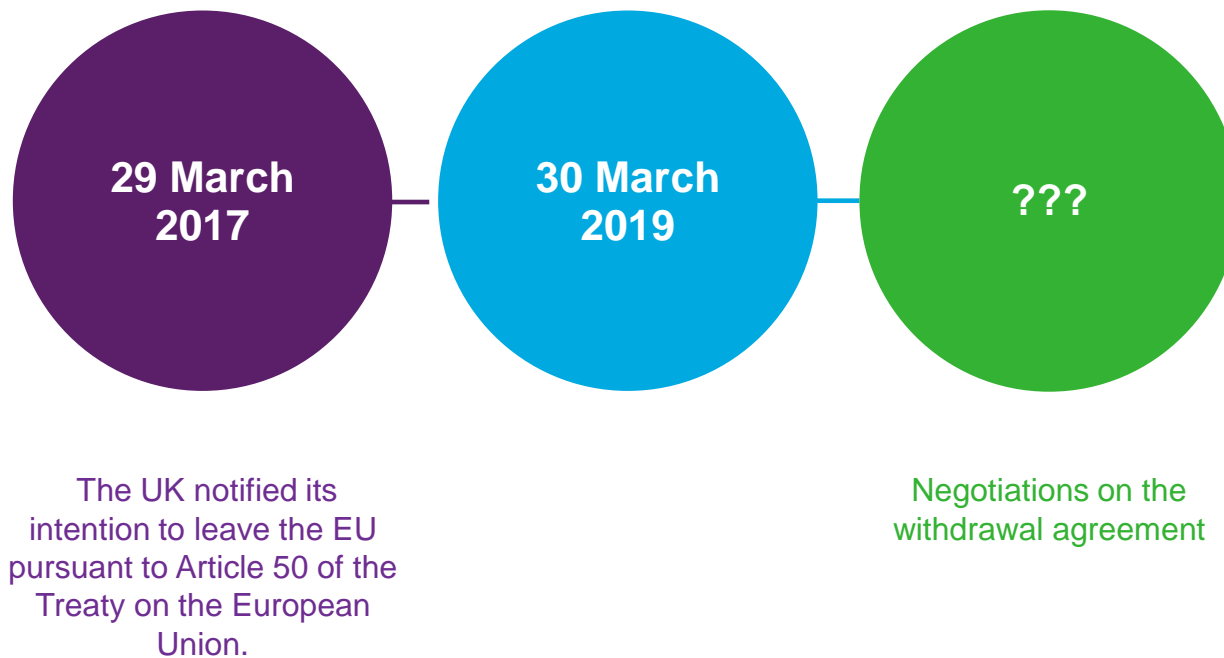 29 March
2017
30 March
2019
???
The UK notified its
intention to leave the EU
pursuant to Article 50 of the
Treaty on the European
Union.
Negotiations on the
withdrawal agreement